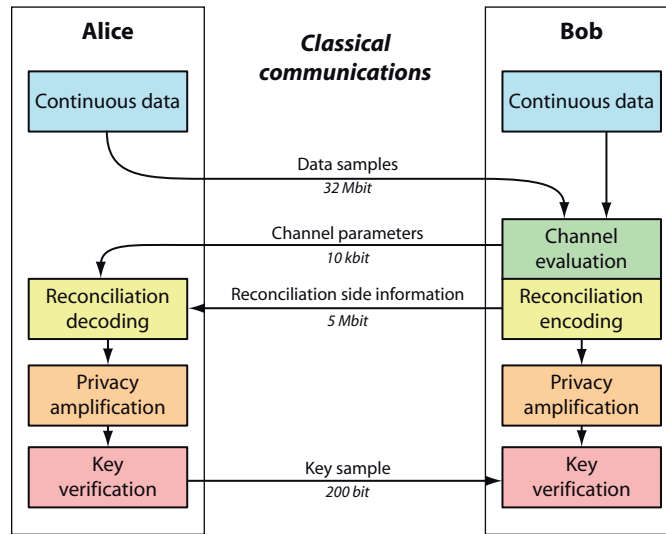 Alice
Classical
communications
Bob
Continuous data
Continuous data
Data samples
32 Mbit
Channel parameters
10 kbit
Channel
evaluation
Reconciliation
decoding
Reconciliation side information
5 Mbit
Reconciliation
encoding
Privacy
amplification
Privacy
amplification
Key
verification
Key sample
200 bit
Key
verification